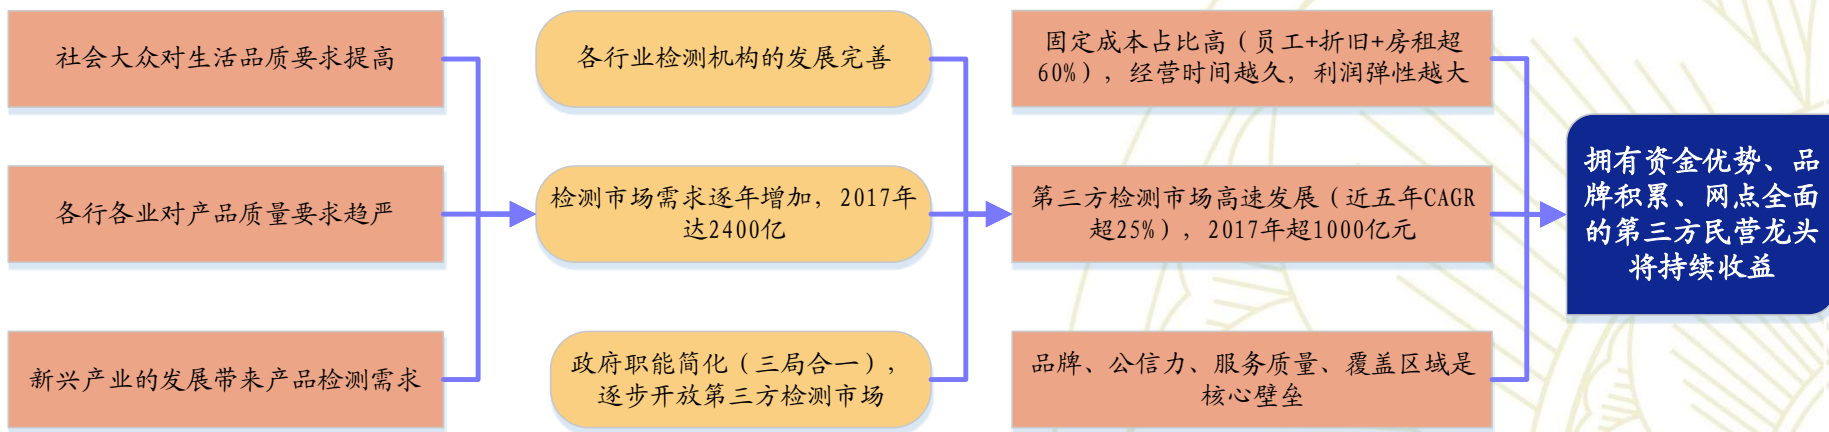 社会大众对生活品质要求提高
各行各业对产品质量要求趋严
新兴产业的发展带来产品检测需求
各行业检测机构的发展完善
检测市场需求逐年增加，2017年
达2400亿
政府职能简化（三局合一），
逐步开放第三方检测市场
固定成本占比高（员工+折旧+房租超
60%），经营时间越久，利润弹性越大
第三方检测市场高速发展（近五年CAGR
超25%），2017年超1000亿元
品牌、公信力、服务质量、覆盖区域是
核心壁垒
拥有资金优势、品
牌积累、网点全面
的第三方民营龙头
将持续收益